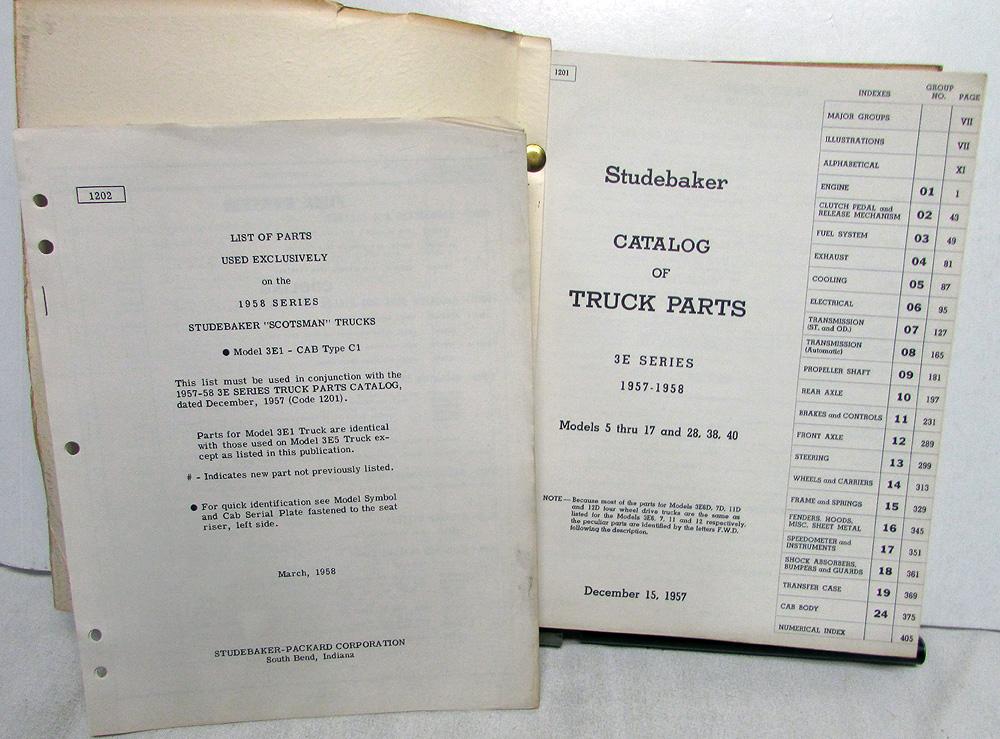 1202
LIST OF PARTS
USED EXCLUSIVELY
on the
1958 SERIES
STUDEBAKER "SCOTSMAN" TRUCKS
● Model 3E1 - CAB Type C1
This list must be used in conjunction with the
1957-58 3E SERIES TRUCK PARTS CATALOG,
dated December, 1957 (Code 1201).
Parts for Model 3E1 Truck are identical
with those used on Model 3E5 Truck ex-
cept as listed in this publication.
# - Indicates new part not previously listed.
● For quick identification see Model Symbol
and Cab Serial Plate fastened to the seat
riser, left side.
March, 1958
STUDEBAKER-PACKARD CORPORATION
South Bend, Indiana
1201
Studebaker
CATALOG
OF
TRUCK PARTS
3E SERIES
1957-1958
Models 5 thru 17 and 28, 38, 40
NOTE — Because most of the parts for Models 3E6D, 7D, 11D
and 12D four wheel drive trucks are the same as
listed for the Models 3E6, 7, 11 and 12 respectively,
the peculiar parts are identified by the letters F.W.D.
following the description.
December 15, 1957
INDEXES GROUP NO. PAGE
MAJOR GROUPS VII
ILLUSTRATIONS VII
ALPHABETICAL XI
ENGINE 01 1
CLUTCH PEDAL and
RELEASE MECHANISM 02 43
FUEL SYSTEM 03 49
EXHAUST 04 81
COOLING 05 87
ELECTRICAL 06 95
TRANSMISSION
(ST. and OD.) 07 127
TRANSMISSION
(Automatic) 08 165
PROPELLER SHAFT 09 181
REAR AXLE 10 197
BRAKES and CONTROLS 11 231
FRONT AXLE 12 289
STEERING 13 299
WHEELS and CARRIERS 14 313
FRAME and SPRINGS 15 329
FENDERS, HOODS,
MISC. SHEET METAL 16 345
SPEEDOMETER and
INSTRUMENTS 17 351
SHOCK ABSORBERS,
BUMPERS and GUARDS 18 361
TRANSFER CASE 19 369
CAB BODY 24 375
NUMERICAL INDEX 405